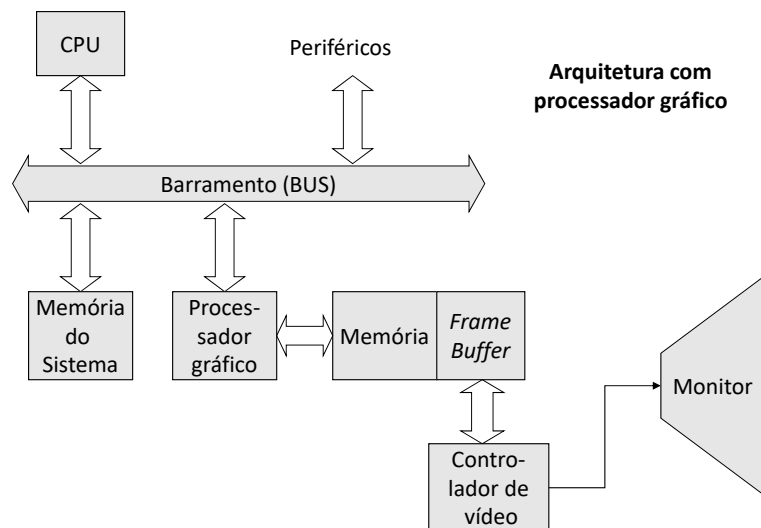 CPU
Periféricos
Arquitetura com
processador gráfico
Barramento (BUS)
Memória
do
Sistema
Proces-
sador
gráfico
Memória
Frame
Buffer
Monitor
Contro-
lador de
vídeo